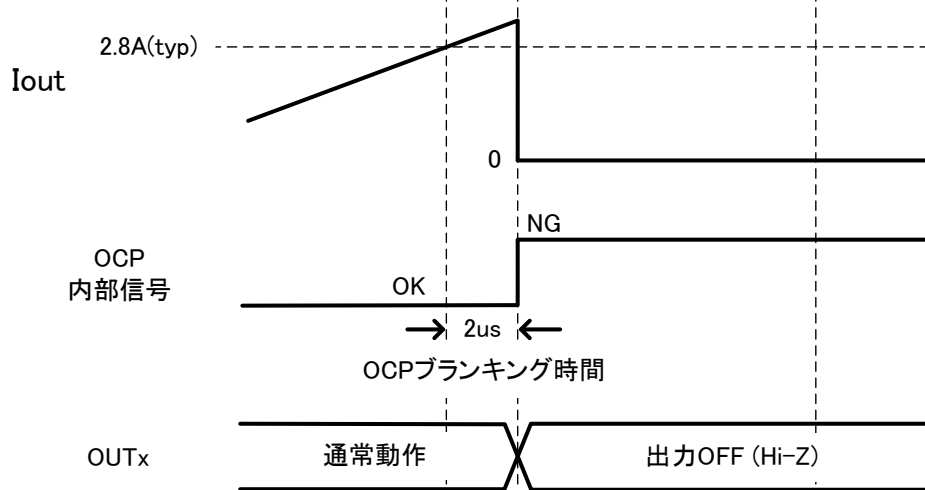 2.8A(typ)
Iout
0
NG
OCP
内部信号
OK
2us
OCPブランキング時間
OUTx
通常動作
出力OFF (Hi-Z)